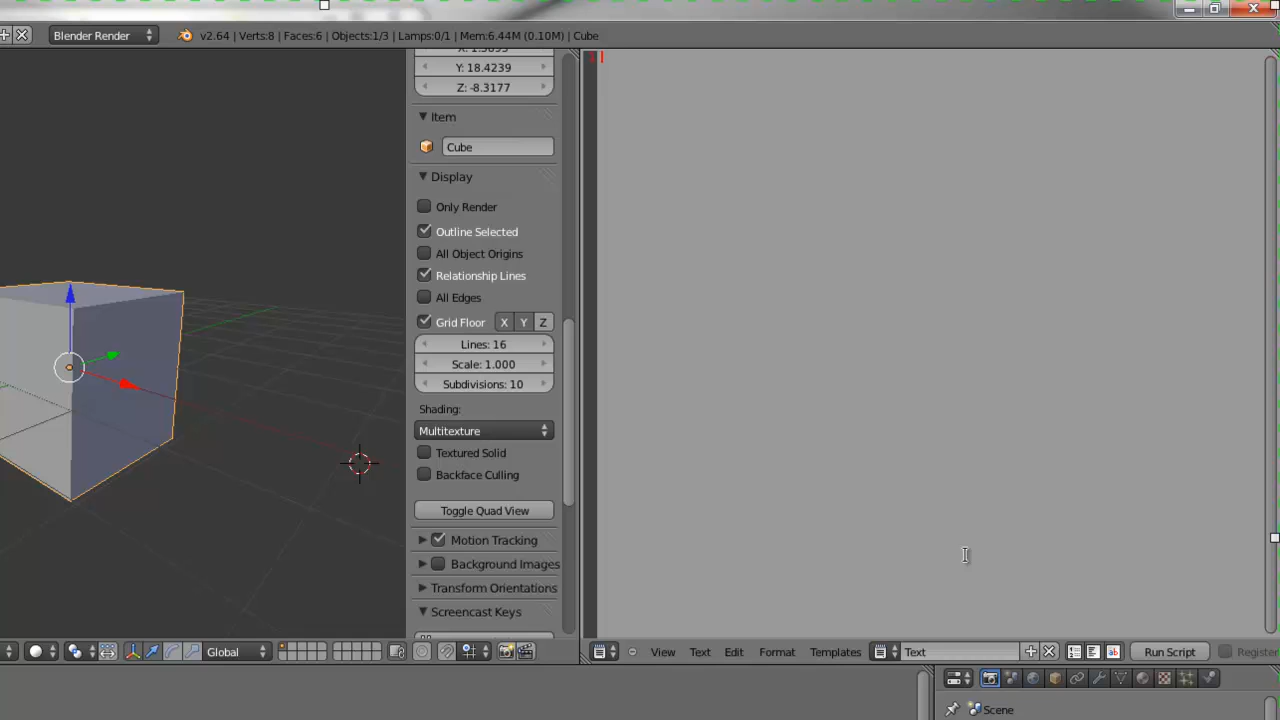 Blender Render
v2.64 | Verts:8 | Faces:6 | Objects:1/3 | Lamps:0/1 | Mem:6.44M (0.10M) | Cube
Y: 18.4239
Z: -8.3177
Item
Cube
Display
Only Render
Outline Selected
All Object Origins
Relationship Lines
All Edges
Grid Floor X Y Z
Lines: 16
Scale: 1.000
Subdivisions: 10
Shading:
Multitexture
Textured Solid
Backface Culling
Toggle Quad View
Motion Tracking
Background Images
Transform Orientations
Screencast Keys
Global
View Text Edit Format Templates Text Run Script Register
Scene